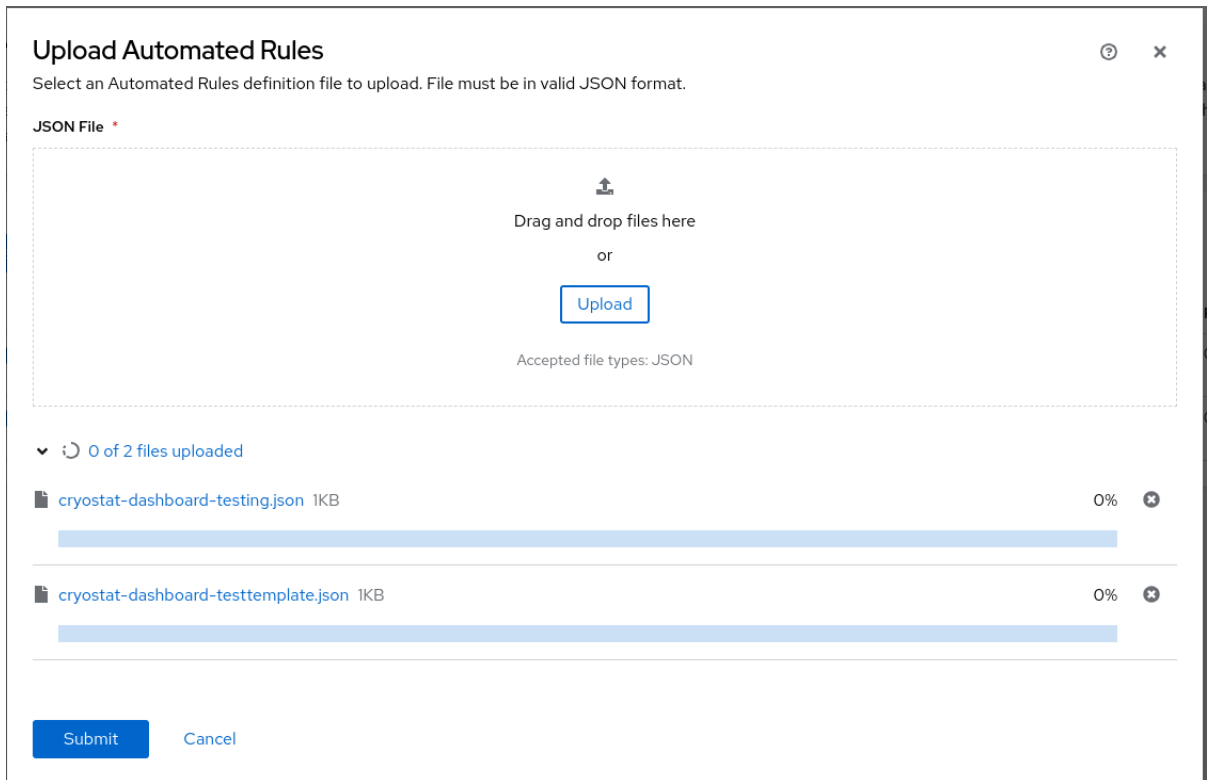 Upload Automated Rules
Select an Automated Rules definition file to upload. File must be in valid JSON format.
JSON File *
Drag and drop files here
or
Upload
Accepted file types: JSON
0 of 2 files uploaded
cryostat-dashboard-testing.json 1KB 0%
cryostat-dashboard-testtemplate.json 1KB 0%
Submit Cancel